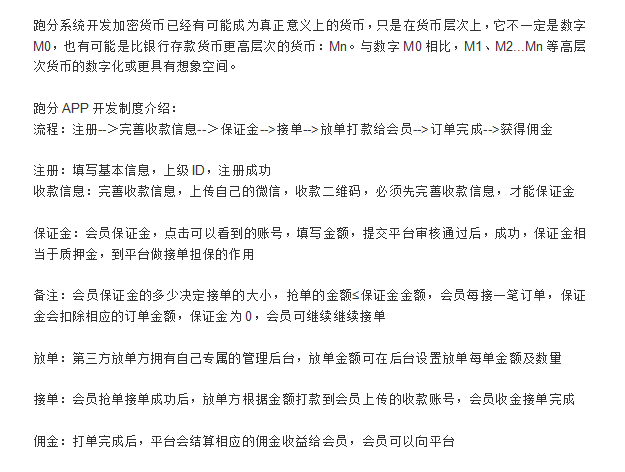 跑分系统开发加密货币已经有可能成为真正意义上的货币，只是在货币层次上，它不一定是数字
M0，也有可能是比银行存款货币更高层次的货币：Mn。与数字 M0 相比，M1、M2...Mn 等高层
次货币的数字化或更具有想象空间。
跑分 APP 开发制度介绍：
流程：注册-->完善收款信息-->保证金-->接单-->放单打款给会员-->订单完成-->获得佣金
注册：填写基本信息，上级 ID，注册成功
收款信息：完善收款信息，上传自己的微信，收款二维码，必须先完善收款信息，才能保证金
保证金：会员保证金，点击可以看到的账号，填写金额，提交平台审核通过后，成功，保证金相
当于质押金，到平台做接单担保的作用
备注：会员保证金的多少决定接单的大小，抢单的金额≤保证金金额，会员每接一笔订单，保证
金会扣除相应的订单金额，保证金为 0，会员可继续继续接单
放单：第三方放单方拥有自己专属的管理后台，放单金额可在后台设置放单每单金额及数量
接单：会员抢单接单成功后，放单方根据金额打款到会员上传的收款账号，会员收金接单完成
佣金：打单完成后，平台会结算相应的佣金收益给会员，会员可以向平台